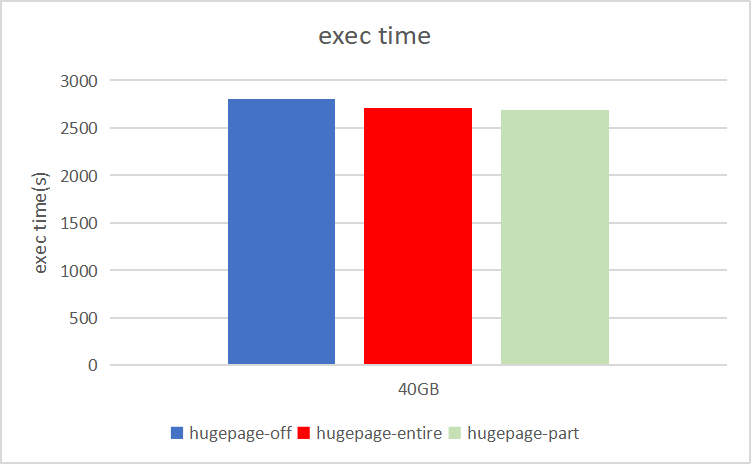 exec time
exec time(s)
3000
2500
2000
1500
1000
500
0
40GB
hugepage-off hugepage-entire hugepage-part